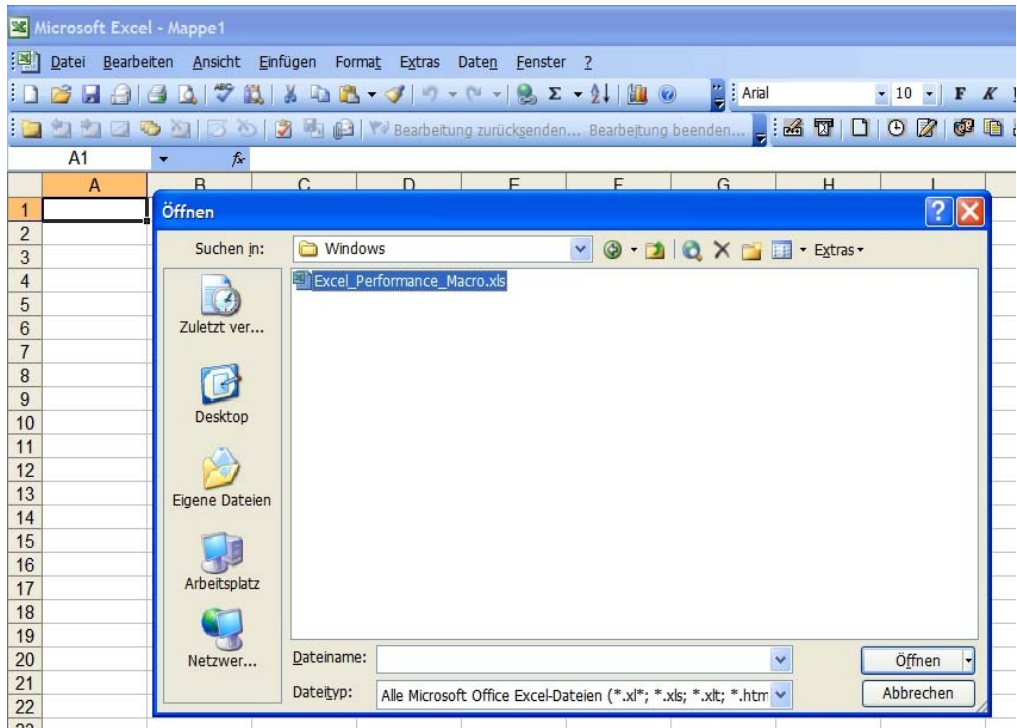 Microsoft Excel - Mappe1
Datei Bearbeiten Ansicht Einfügen Format Extras Daten Fenster ?
Arial 10 F K
Bearbeitung zurücksenden... Bearbeitung beenden...
A1 fx
A B C D E F G H I
1
2
3
4
5
6
7
8
9
10
11
12
13
14
15
16
17
18
19
20
21
22
Öffnen
Suchen in: Windows Extras
Excel_Performance_Macro.xls
Zuletzt ver...
Desktop
Eigene Dateien
Arbeitsplatz
Netzwer...
Dateiname: Öffnen
Dateityp: Alle Microsoft Office Excel-Dateien (*.xl*; *.xls; *.xlt; *.htm Abbrechen